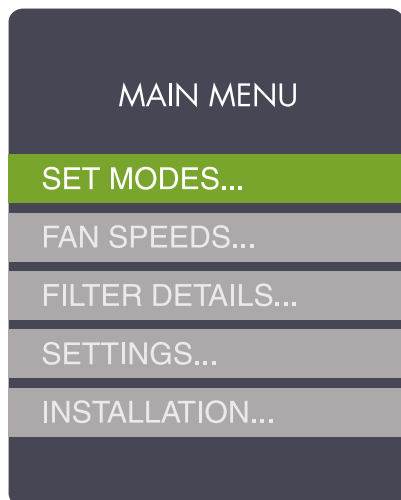 MAIN MENU
SET MODES...
FAN SPEEDS...
FILTER DETAILS...
SETTINGS...
INSTALLATION...